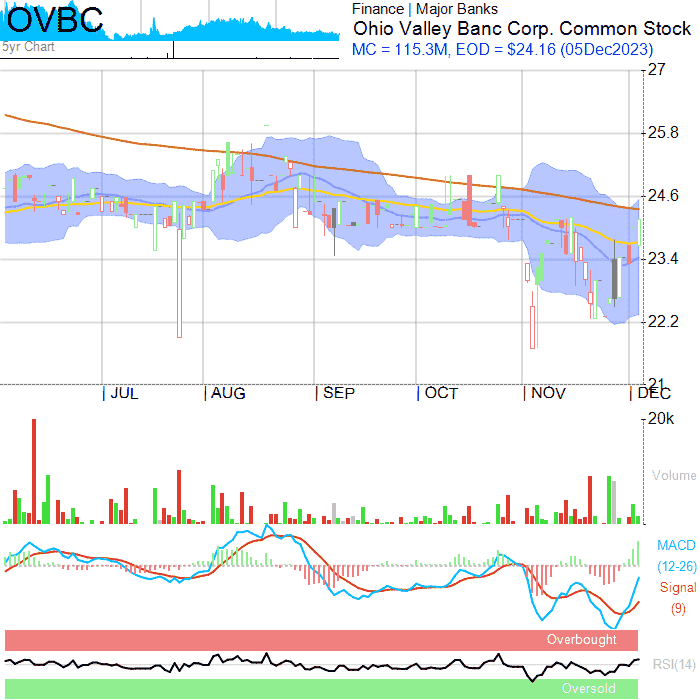 OVBC
5yr Chart
Finance | Major Banks
Ohio Valley Banc Corp. Common Stock
MC = 115.3M, EOD = $24.16 (05Dec2023)
27
25.8
24.6
23.4
22.2
21
JUL AUG SEP OCT NOV DEC
20k
Volume
MACD
(12-26)
Signal
(9)
Overbought
RSI(14)
Oversold